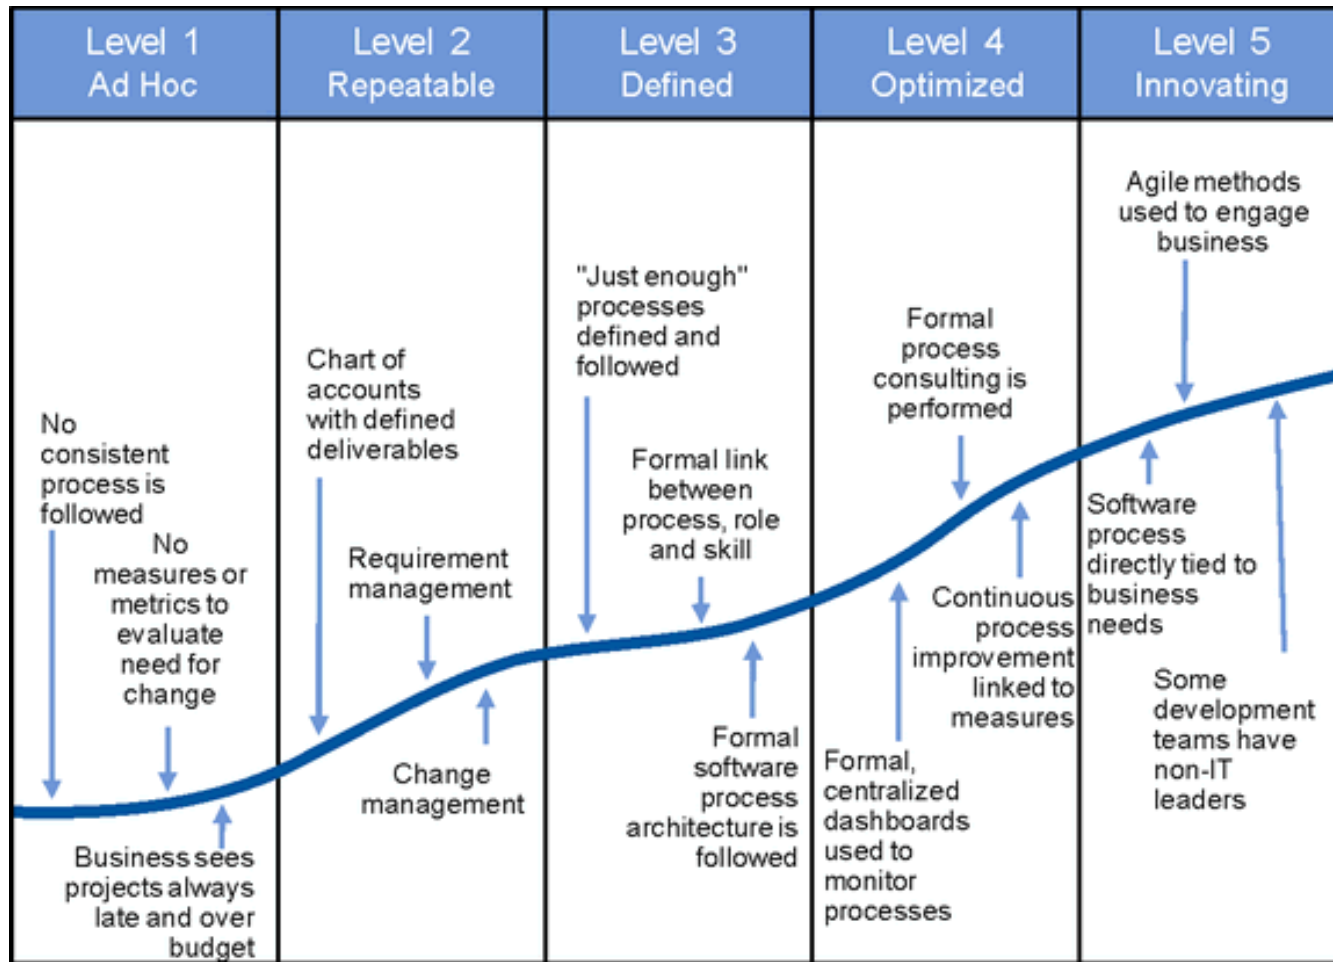 Level 1
Ad Hoc
Level 2
Repeatable
Level 3
Defined
Level 4
Optimized
Level 5
Innovating
No
consistent
process is
followed
No
measures or
metrics to
evaluate
need for
change
Business sees
projects always
late and over
budget
Chart of
accounts
with defined
deliverables
Requirement
management
Change
management
"Just enough"
processes
defined and
followed
Formal link
between
process, role
and skill
Formal
software
process
architecture is
followed
Formal
process
consulting is
performed
Continuous
process
improvement
linked to
measures
Formal,
centralized
dashboards
used to
monitor
processes
Agile methods
used to engage
business
Software
process
directly tied to
business
needs
Some
development
teams have
non-IT
leaders